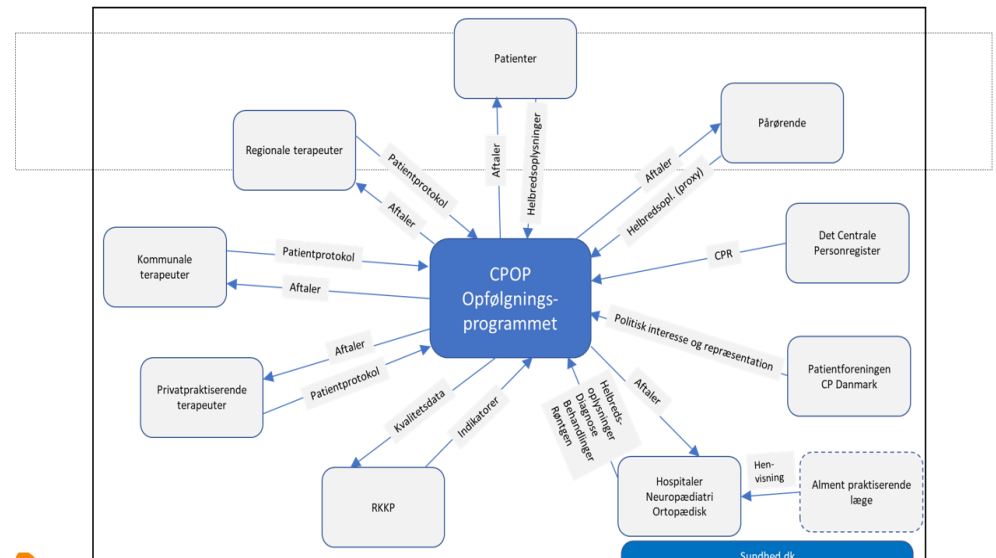 Patienter
Pårørende
Regionale terapeuter
Aftaler
Helbredsoplysninger
Patientprotokol
Aftaler
Aftaler
Helbredsopl. (proxy)
Det Centrale
Personregister
CPR
Kommunale
terapeuter
Patientprotokol
Aftaler
CPOP
Opfølgnings-
programmet
Politisk interesse og repræsentation
Patientforeningen
CP Danmark
Aftaler
Patientprotokol
Privatpraktiserende
terapeuter
Kvalitetsdata
Indikatorer
Helbreds-
oplysninger
Diagnose
Behandlinger
Røntgen
Aftaler
RKKP
Hospitaler
Neuropædiatri
Ortopædisk
Hen-
visning
Alment praktiserende
læge
Sundhed.dk